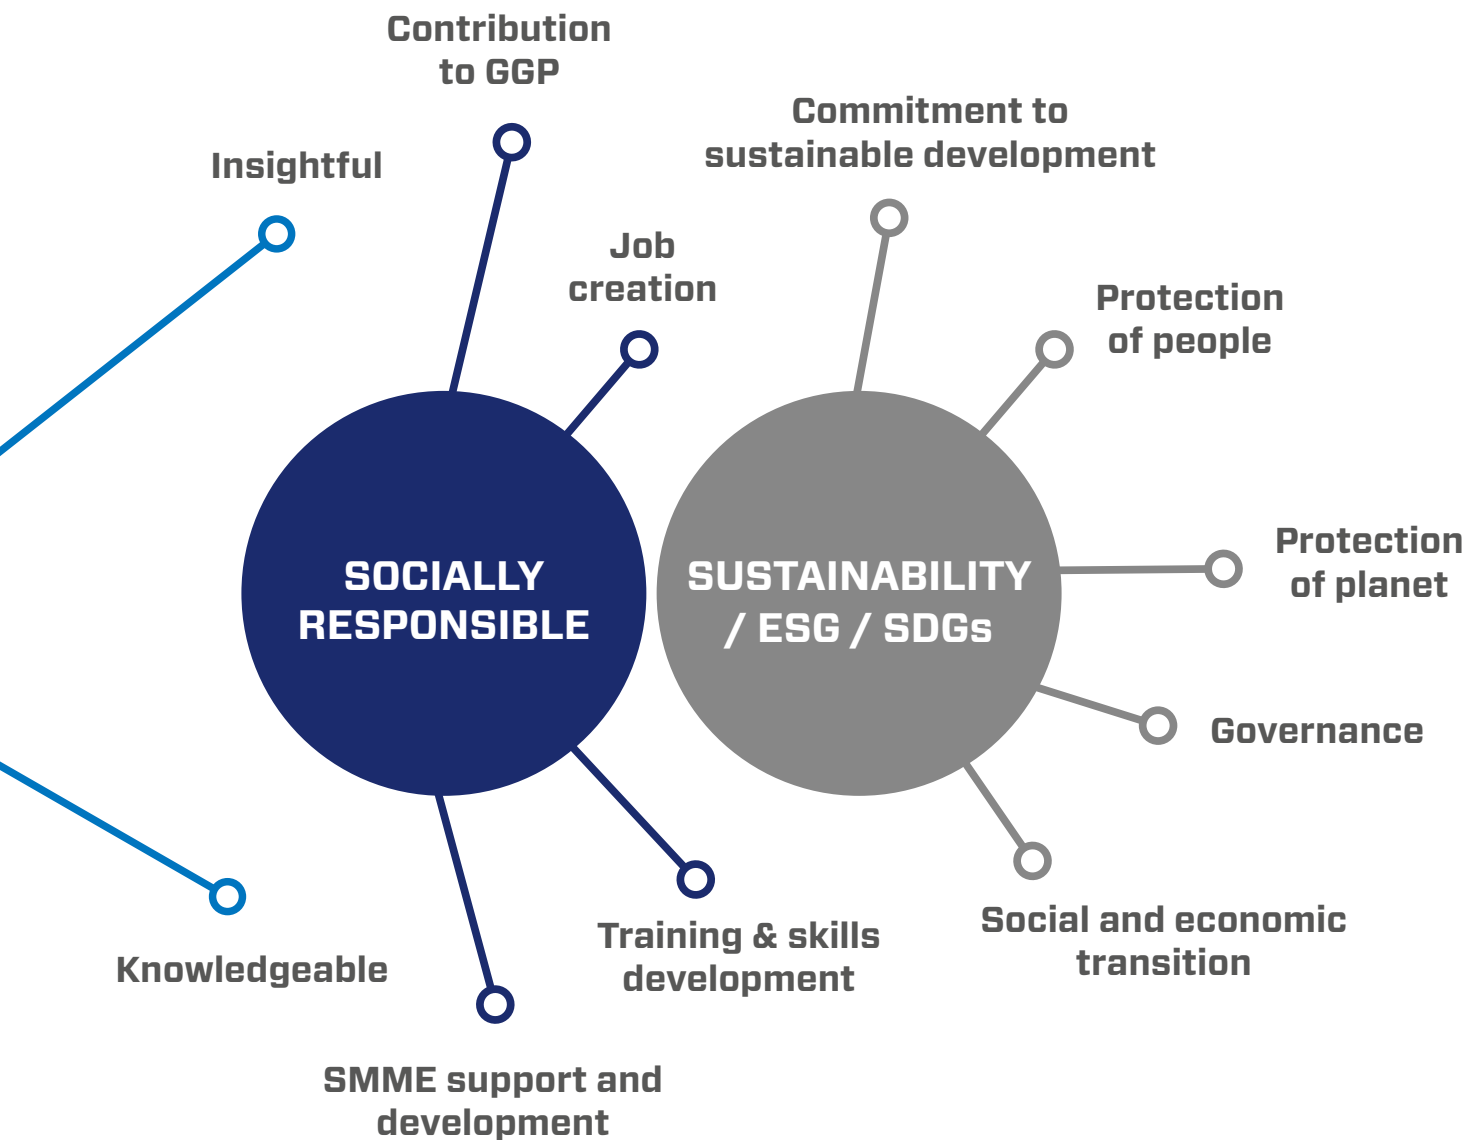 Contribution
to GGP
Commitment to
sustainable development
Insightful
Job
creation
Protection
of people
SOCIALLY
RESPONSIBLE
SUSTAINABILITY
/ ESG / SDGs
Protection
of planet
Governance
Social and economic
transition
Training & skills
development
Knowledgeable
SMME support and
development